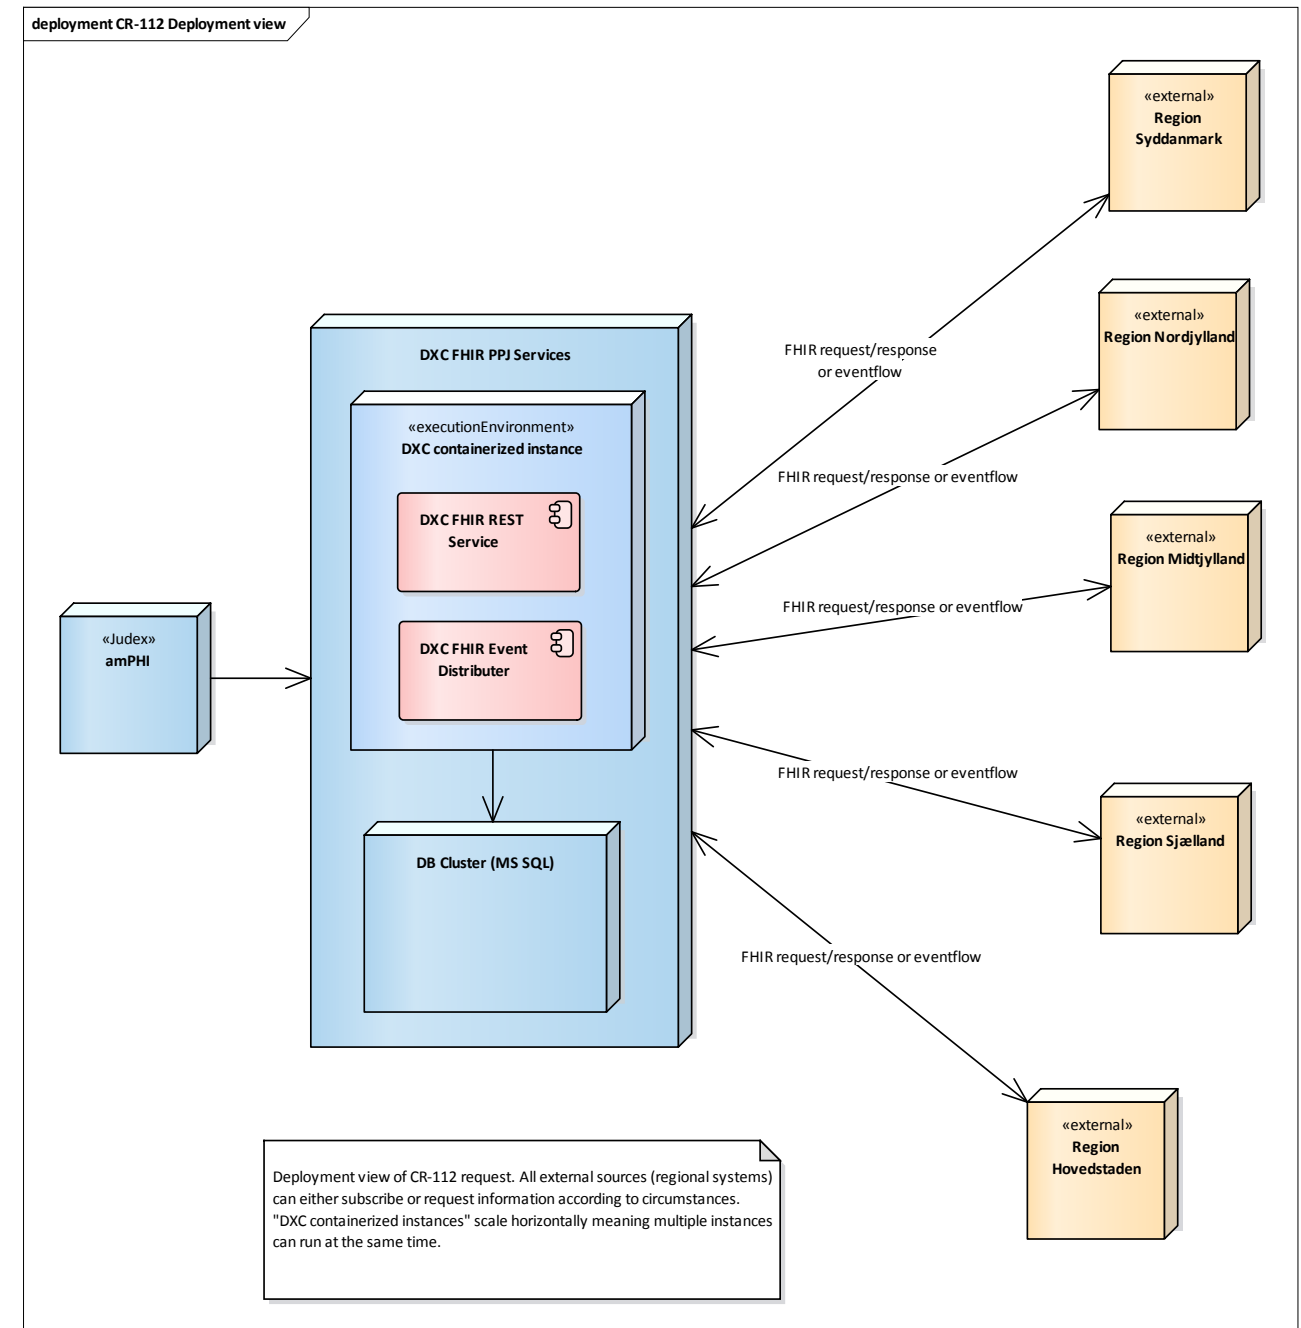 deployment CR-112 Deployment view
«external»
Region
Syddanmark
«external»
Region Nordjylland
FHIR request/response
or eventflow
DXC FHIR PPJ Services
«executionEnvironment»
DXC containerized instance
FHIR request/response or eventflow
DXC FHIR REST
Service
«external»
Region Midtjylland
FHIR request/response or eventflow
«Judex»
amPHI
DXC FHIR Event
Distributer
FHIR request/response or eventflow
«external»
Region Sjælland
DB Cluster (MS SQL)
FHIR request/response or eventflow
«external»
Region
Hovedstaden
Deployment view of CR-112 request. All external sources (regional systems)
can either subscribe or request information according to circumstances.
"DXC containerized instances" scale horizontally meaning multiple instances
can run at the same time.